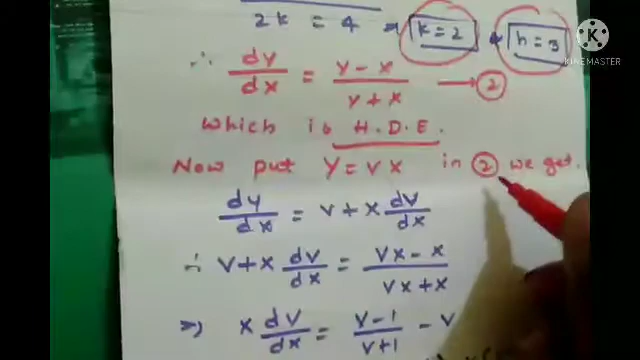 2k = 4 ⇒ k = 2 & h = 3
∴ dy/dx = y - x / y + x → ②
Which is H.D.E.
Now put Y = VX in ② we get.
dy/dx = V + X dV/dX
∴ V + X dV/dX = VX - X / VX + X
⇒ X dV/dX = V - 1 / V + 1 - V
KINEMASTER